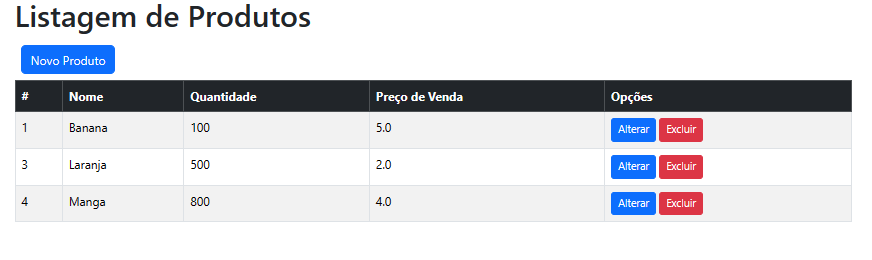 Listagem de Produtos
Novo Produto
# Nome Quantidade Preço de Venda Opções
1 Banana 100 5.0 Alterar Excluir
3 Laranja 500 2.0 Alterar Excluir
4 Manga 800 4.0 Alterar Excluir